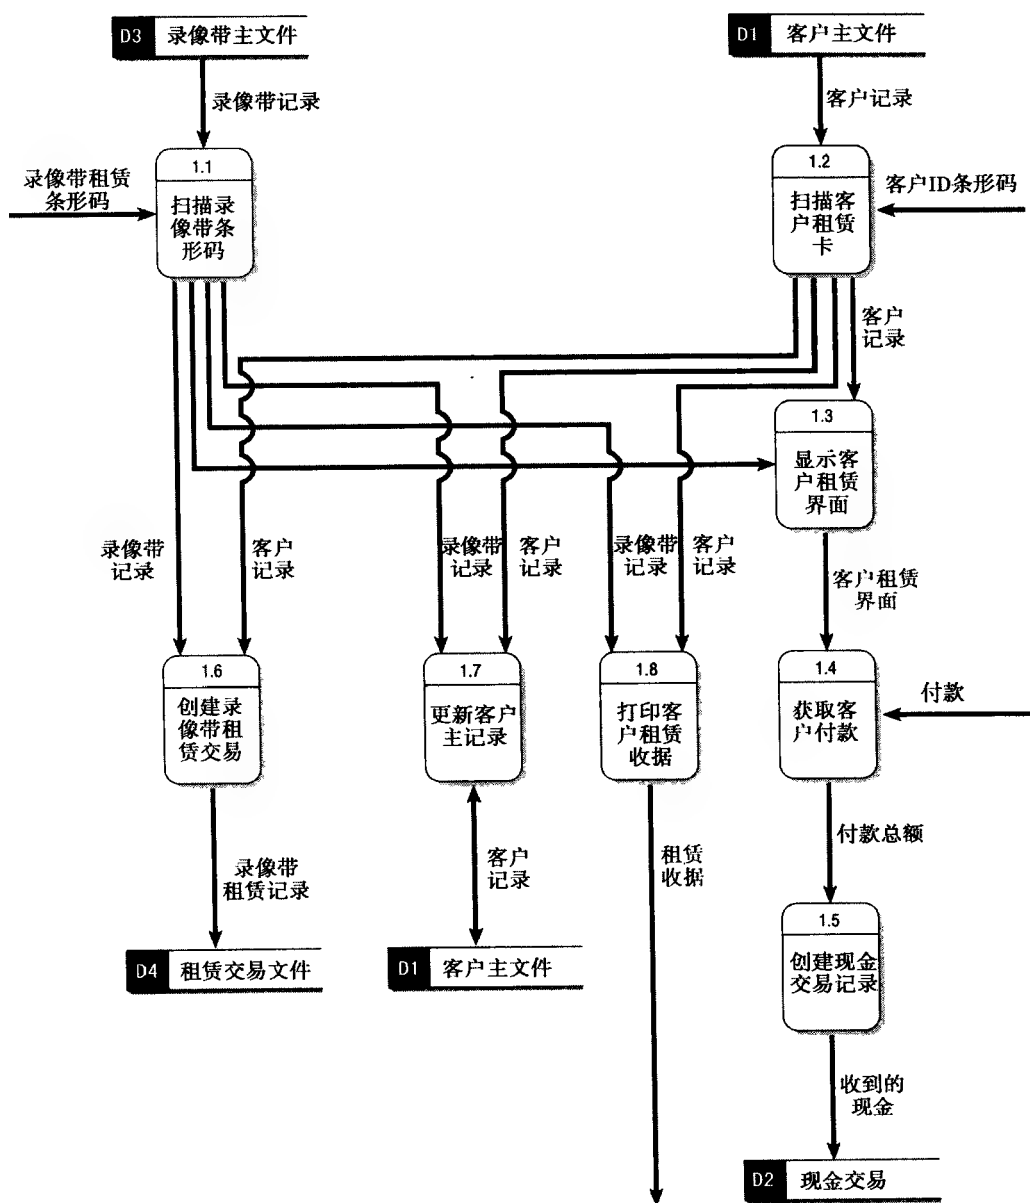 D3 录像带主文件
D1 客户主文件
录像带记录
客户记录
1.1
扫描录
像带条
形码
录像带租赁
条形码
1.2
扫描客
户租赁
卡
客户ID条形码
客户
记录
1.3
显示客
户租赁
界面
录像带
记录
客户
记录
录像带
记录
客户
记录
录像带
记录
客户
记录
客户租赁
界面
1.6
创建录
像带租
赁交易
1.7
更新客户
主记录
1.8
打印客
户租赁
收据
1.4
获取客
户付款
付款
录像带
租赁记录
客户
记录
租赁
收据
付款总额
1.5
创建现金
交易记录
D4 租赁交易文件
D1 客户主文件
收到的
现金
D2 现金交易